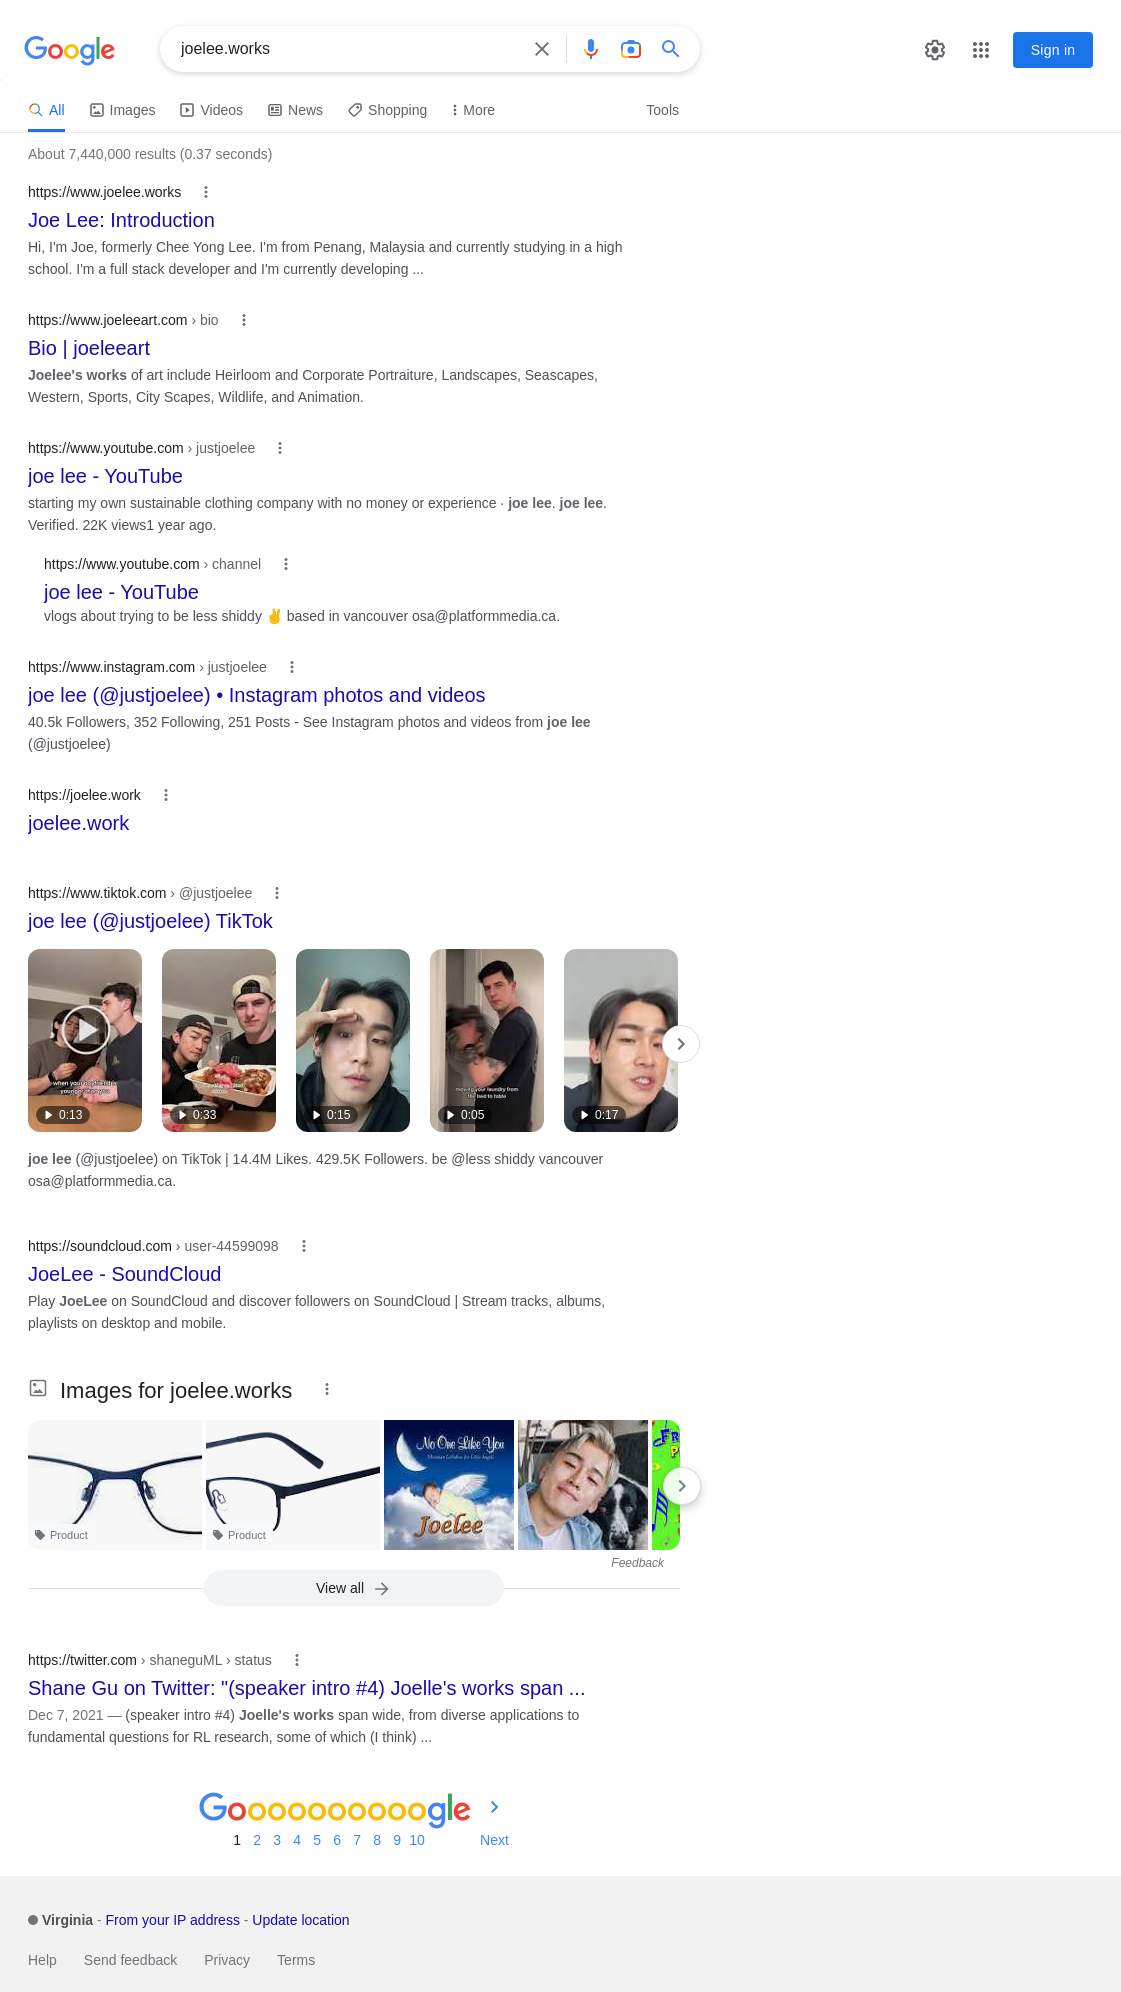 Google
joelee.works
Sign in
All
Images
Videos
News
Shopping
More
Tools
About 7,440,000 results (0.37 seconds)
https://www.joelee.works
Joe Lee: Introduction
Hi, I'm Joe, formerly Chee Yong Lee. I'm from Penang, Malaysia and currently studying in a high
school. I'm a full stack developer and I'm currently developing ...
https://www.joeleeart.com › bio
Bio | joeleeart
Joelee's works of art include Heirloom and Corporate Portraiture, Landscapes, Seascapes,
Western, Sports, City Scapes, Wildlife, and Animation.
https://www.youtube.com › justjoelee
joe lee - YouTube
starting my own sustainable clothing company with no money or experience · joe lee. joe lee.
Verified. 22K views1 year ago.
https://www.youtube.com › channel
joe lee - YouTube
vlogs about trying to be less shiddy ✌ based in vancouver osa@platformmedia.ca.
https://www.instagram.com › justjoelee
joe lee (@justjoelee) • Instagram photos and videos
40.5k Followers, 352 Following, 251 Posts - See Instagram photos and videos from joe lee
(@justjoelee)
https://joelee.work
joelee.work
https://www.tiktok.com › @justjoelee
joe lee (@justjoelee) TikTok
when your boyfriend is
younger than you
moving your laundry from
the bed to table
0:13
0:33
0:15
0:05
0:17
joe lee (@justjoelee) on TikTok | 14.4M Likes. 429.5K Followers. be @less shiddy vancouver
osa@platformmedia.ca.
https://soundcloud.com › user-44599098
JoeLee - SoundCloud
Play JoeLee on SoundCloud and discover followers on SoundCloud | Stream tracks, albums,
playlists on desktop and mobile.
Images for joelee.works
Product
Product
No One Like You
Christian Lullabies for Little Angels
Joelee
Feedback
View all
https://twitter.com › shaneguML › status
Shane Gu on Twitter: "(speaker intro #4) Joelle's works span ...
Dec 7, 2021 — (speaker intro #4) Joelle's works span wide, from diverse applications to
fundamental questions for RL research, some of which (I think) ...
Goooooooooogle
1 2 3 4 5 6 7 8 9 10 Next
Virginia - From your IP address - Update location
Help Send feedback Privacy Terms